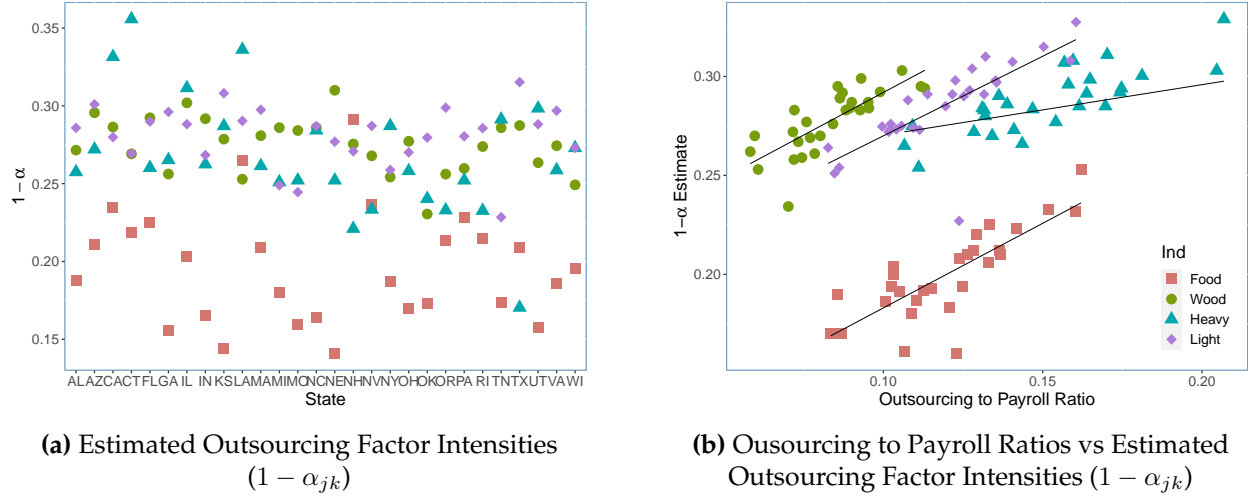 0.35
0.30
0.25
0.20
0.15
1−α
AL AZ CA CT FL GA IL IN KS LA MA MI MO NC NE NH NV NY OH OK OR PA RI TN TX UT VA WI
State
(a) Estimated Outsourcing Factor Intensities
(1 − αjk)
0.30
0.25
0.20
1−α Estimate
Ind
Food
Wood
Heavy
Light
0.10 0.15 0.20
Outsourcing to Payroll Ratio
(b) Ousourcing to Payroll Ratios vs Estimated
Outsourcing Factor Intensities (1 − αjk)